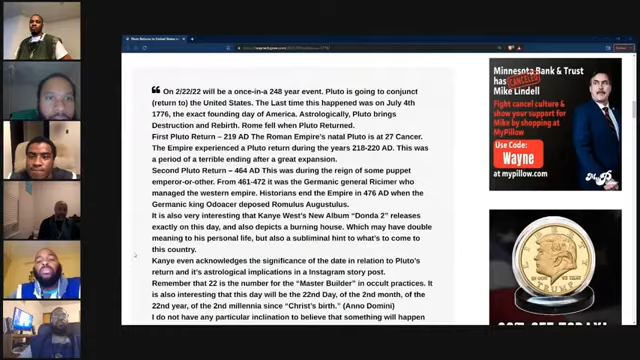 On 2/22/22 will be a once-in-a 248 year event. Pluto is going to conjunct
(return to) the United States. The Last time this happened was on July 4th
1776, the exact founding day of America. Astrologically, Pluto brings
Destruction and Rebirth. Rome fell when Pluto Returned.
First Pluto Return – 219 AD The Roman Empire's natal Pluto is at 27 Cancer.
The Empire experienced a Pluto return during the years 218-220 AD. This
was a period of a terrible ending after a great expansion.
Second Pluto Return – 464 AD This was during the reign of some puppet
emperor-or-other. From 461-472 it was the Germanic general Ricimer who
managed the western empire. Historians end the Empire in 476 AD when the
Germanic king Odoacer deposed Romulus Augustulus.
It is also very interesting that Kanye West's New Album "Donda 2" releases
exactly on this day, and also depicts a burning house. Which may have double
meaning to his personal life, but also a subliminal hint to what's to come to
this country.
Kanye even acknowledges the significance of the date in relation to Pluto's
return and it's astrological implications in a Instagram story post.
Remember that 22 is the number for the "Master Builder" in occult practices. It
is also interesting that this day will be the 22nd Day, of the 2nd month, of the
22nd year, of the 2nd millennia since "Christ's birth." (Anno Domini)
I do not have any particular inclination to believe that something will happen
Minnesota Bank & Trust
has CANCELED
Mike Lindell
Fight cancel culture &
show your support for
Mike by shopping at
MyPillow
Use Code:
Wayne
at mypillow.com
TRUMP